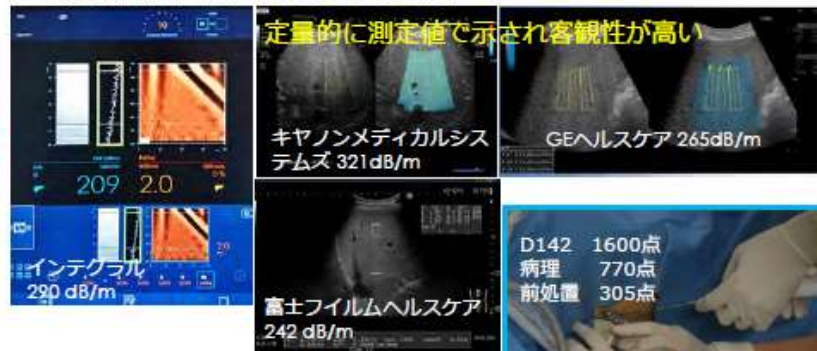 定量的に測定値で示され客観性が高い
209 2.0
インテグラル
290 dB/m
キヤノンメディカルシス
テムズ 321dB/m
GEヘルスケア 265dB/m
富士フイルムヘルスケア
242 dB/m
D142 1600点
病理 770点
前処置 305点